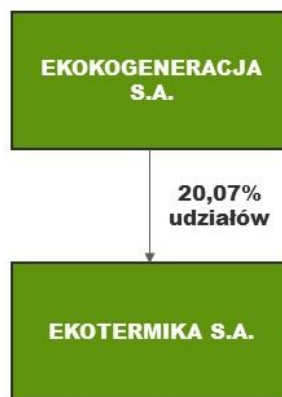 EKOKOGENERACJA
S.A.
20,07%
udziałów
EKOTERMIKA S.A.